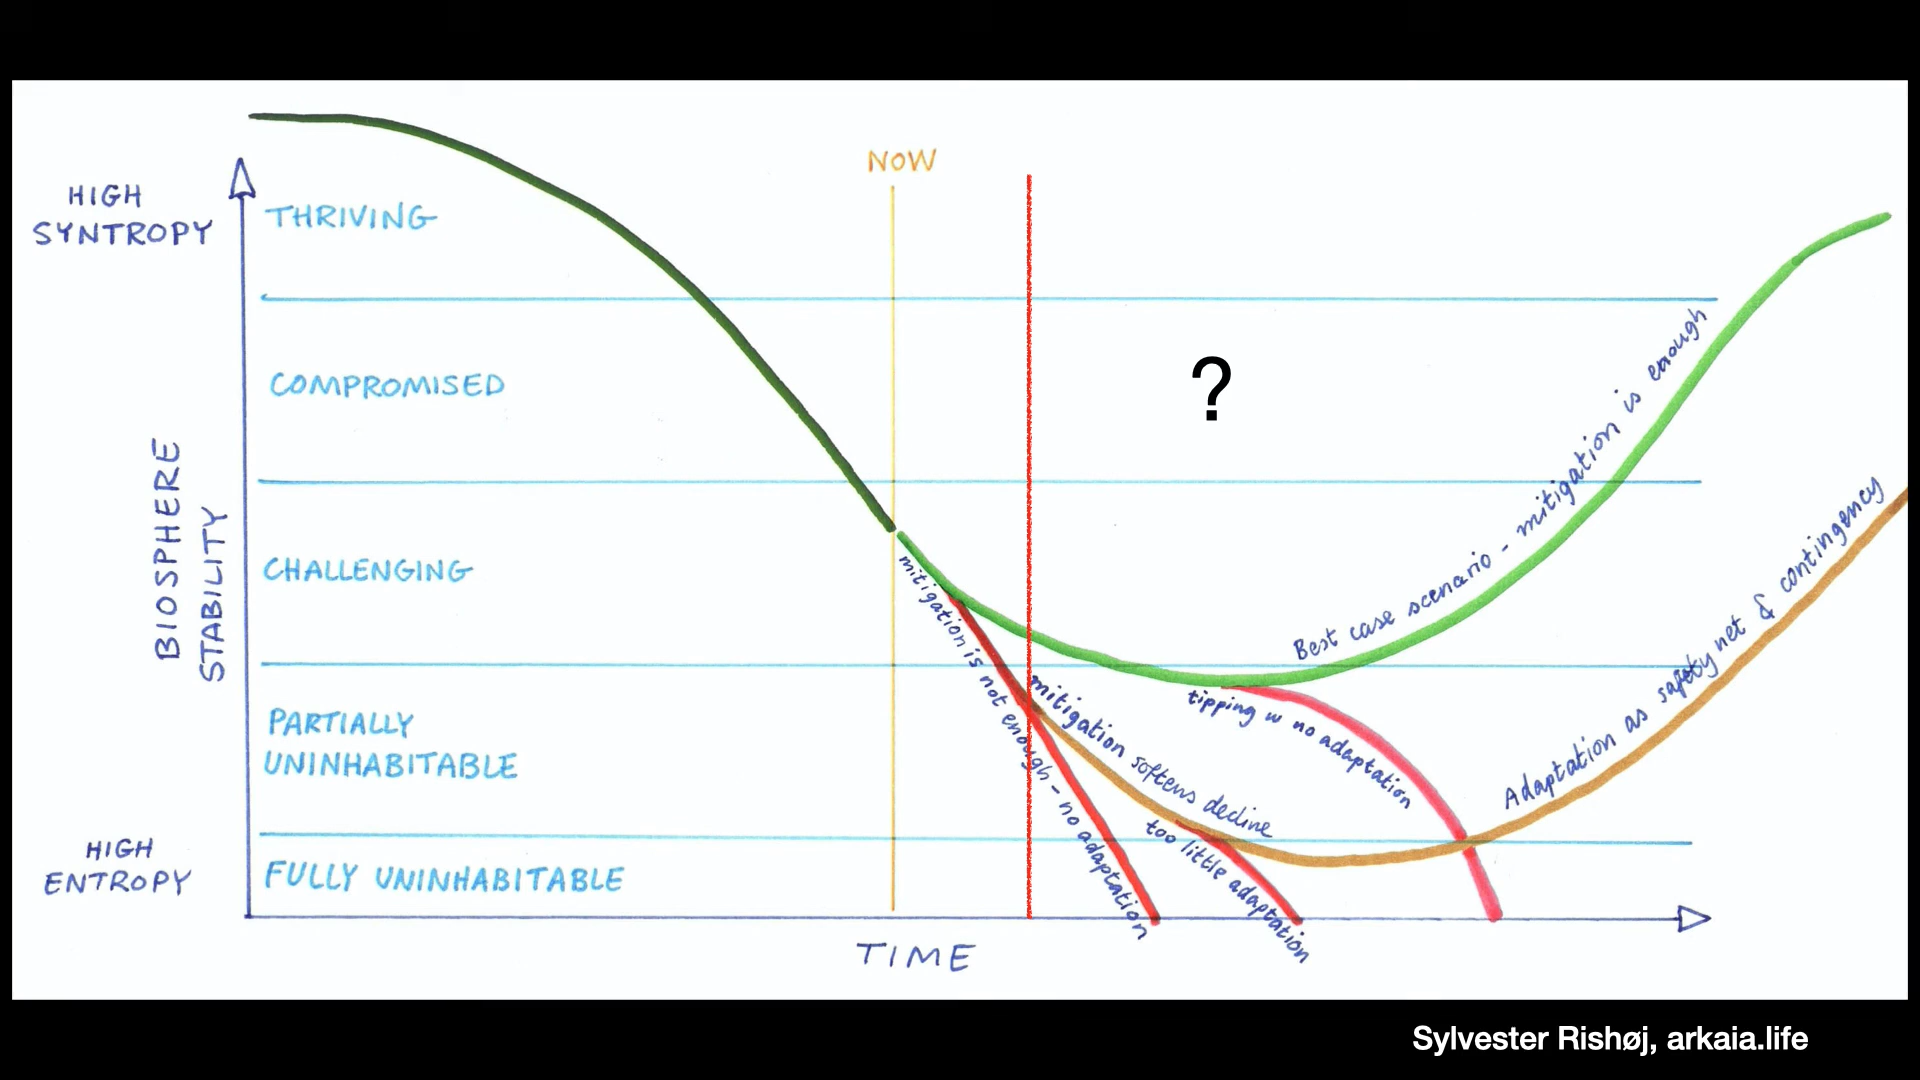 NOW
HIGH
SYNTROPY
THRIVING
COMPROMISED
?
BIOSPHERE
STABILITY
CHALLENGING
PARTIALLY
UNINHABITABLE
HIGH
ENTROPY
FULLY UNINHABITABLE
mitigation is not enough - no adaptation
mitigation softens decline
too little adaptation
tipping w no adaptation
Best case scenario - mitigation is enough
Adaptation as safety net & contingency
TIME
Sylvester Rishøj, arkaia.life